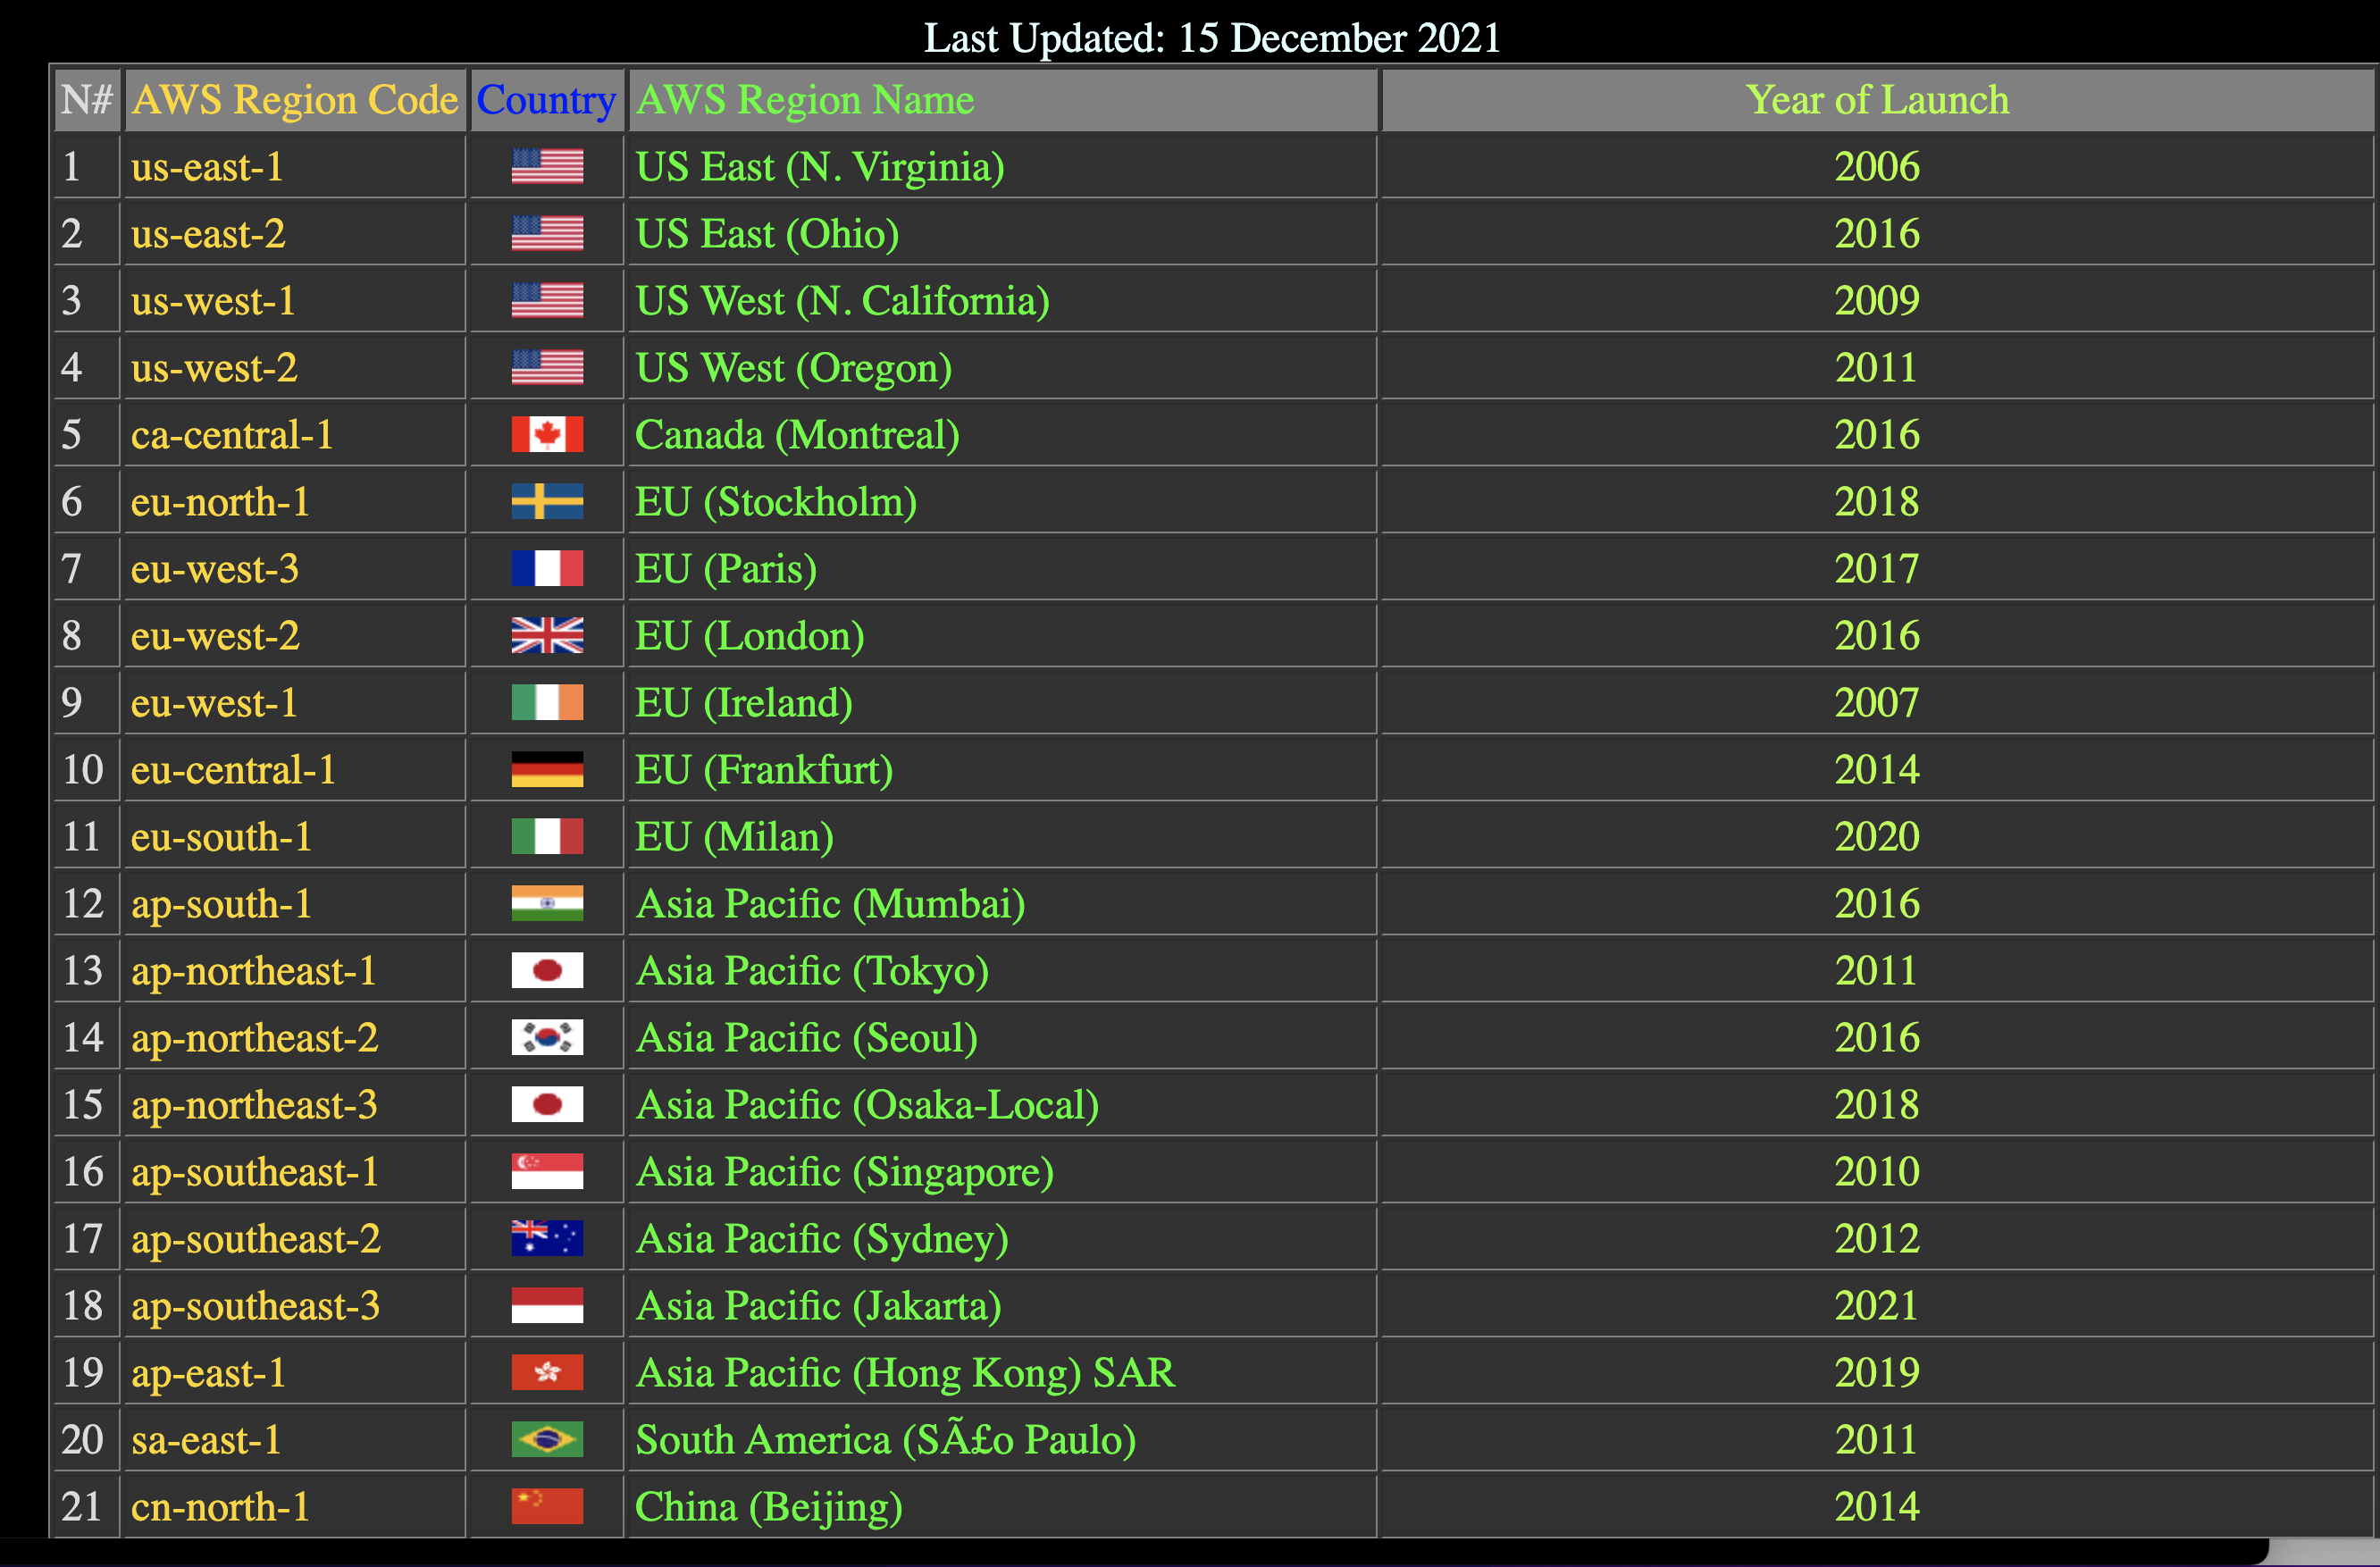 Last Updated: 15 December 2021
N# AWS Region Code Country AWS Region Name Year of Launch
1 us-east-1 US East (N. Virginia) 2006
2 us-east-2 US East (Ohio) 2016
3 us-west-1 US West (N. California) 2009
4 us-west-2 US West (Oregon) 2011
5 ca-central-1 Canada (Montreal) 2016
6 eu-north-1 EU (Stockholm) 2018
7 eu-west-3 EU (Paris) 2017
8 eu-west-2 EU (London) 2016
9 eu-west-1 EU (Ireland) 2007
10 eu-central-1 EU (Frankfurt) 2014
11 eu-south-1 EU (Milan) 2020
12 ap-south-1 Asia Pacific (Mumbai) 2016
13 ap-northeast-1 Asia Pacific (Tokyo) 2011
14 ap-northeast-2 Asia Pacific (Seoul) 2016
15 ap-northeast-3 Asia Pacific (Osaka-Local) 2018
16 ap-southeast-1 Asia Pacific (Singapore) 2010
17 ap-southeast-2 Asia Pacific (Sydney) 2012
18 ap-southeast-3 Asia Pacific (Jakarta) 2021
19 ap-east-1 Asia Pacific (Hong Kong) SAR 2019
20 sa-east-1 South America (SÃ£o Paulo) 2011
21 cn-north-1 China (Beijing) 2014